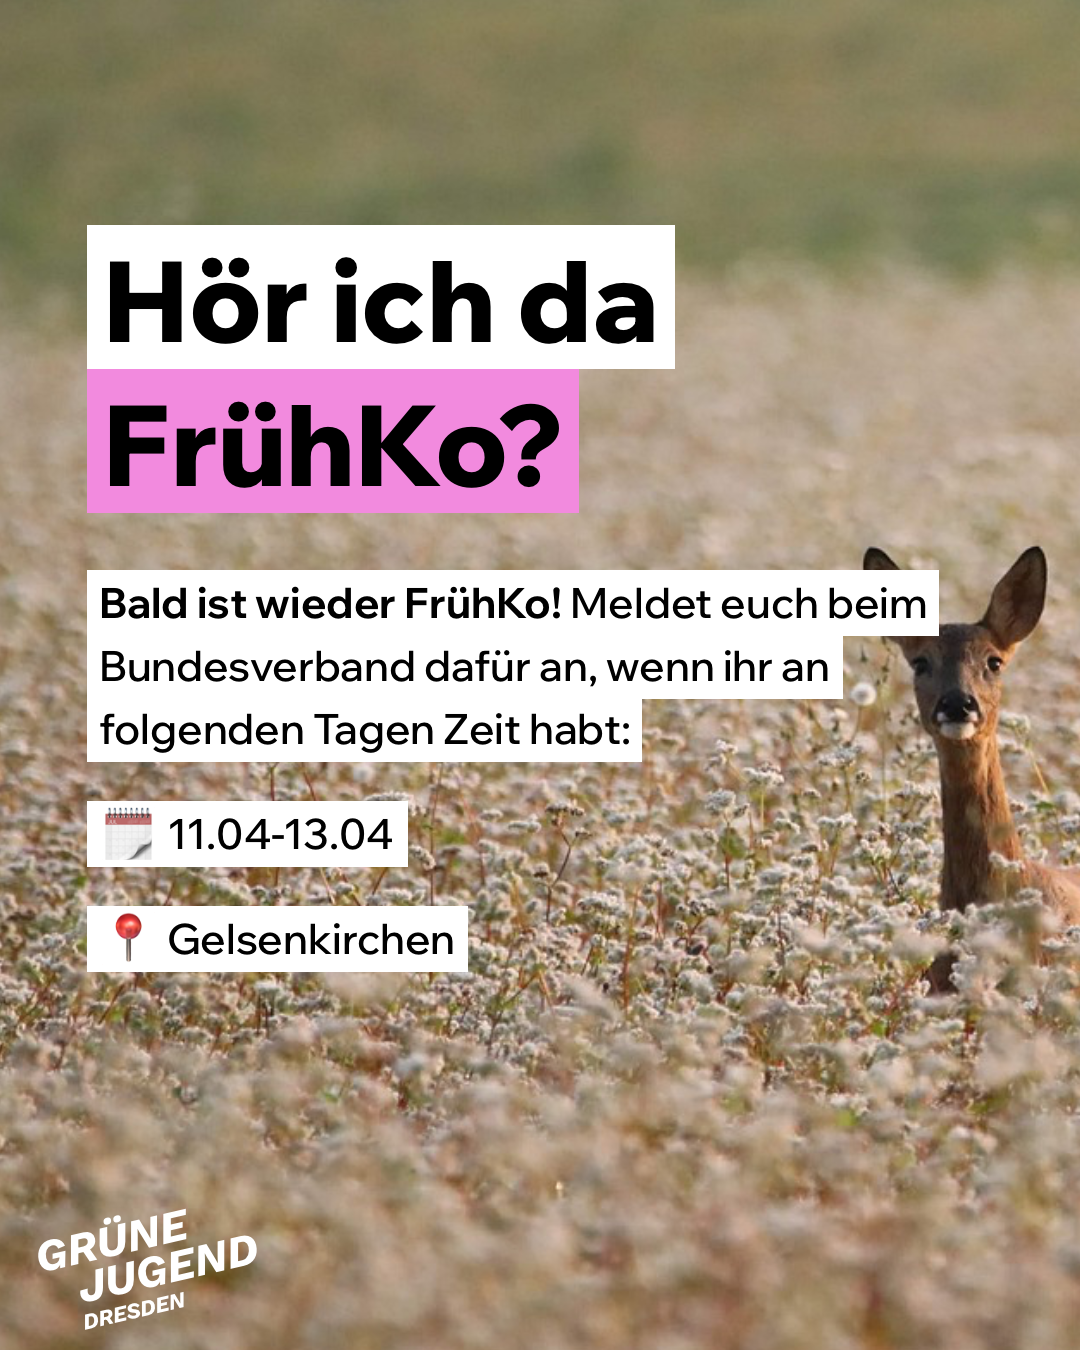 Hör ich da
FrühKo?
Bald ist wieder FrühKo! Meldet euch beim
Bundesverband dafür an, wenn ihr an
folgenden Tagen Zeit habt:
🗓️ 11.04-13.04
📍 Gelsenkirchen
GRÜNE
JUGEND
DRESDEN